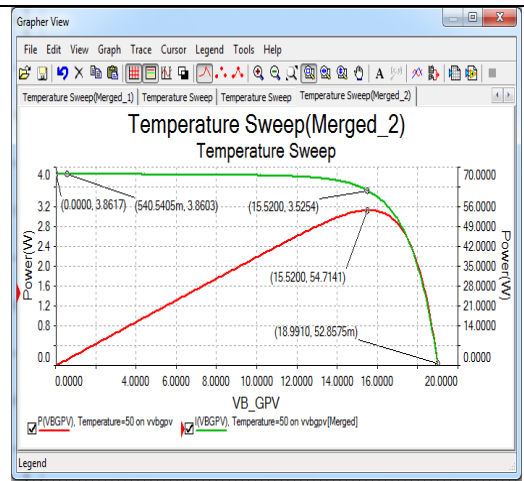 Grapher View
File Edit View Graph Trace Cursor Legend Tools Help
Temperature Sweep(Merged_1) Temperature Sweep Temperature Sweep Temperature Sweep(Merged_2)
Temperature Sweep(Merged_2)
Temperature Sweep
4.0
3.2
2.8
2.4
2.0
1.6
1.2
0.8
0.0
Power(W)
(0.0000, 3.8617)
(540.5405m, 3.8603)
(15.5200, 3.5254)
(15.5200, 54.7141)
(18.9910, 52.8575m)
70.0000
56.0000
49.0000
42.0000
35.0000
28.0000
21.0000
14.0000
0.0000
Power(W)
0.0000 4.0000 6.0000 8.0000 10.0000 12.0000 14.0000 16.0000 20.0000
VB_GPV
P(VBGPV), Temperature=50 on vvbgpv
I(VBGPV), Temperature=50 on vvbgpv[Merged]
Legend